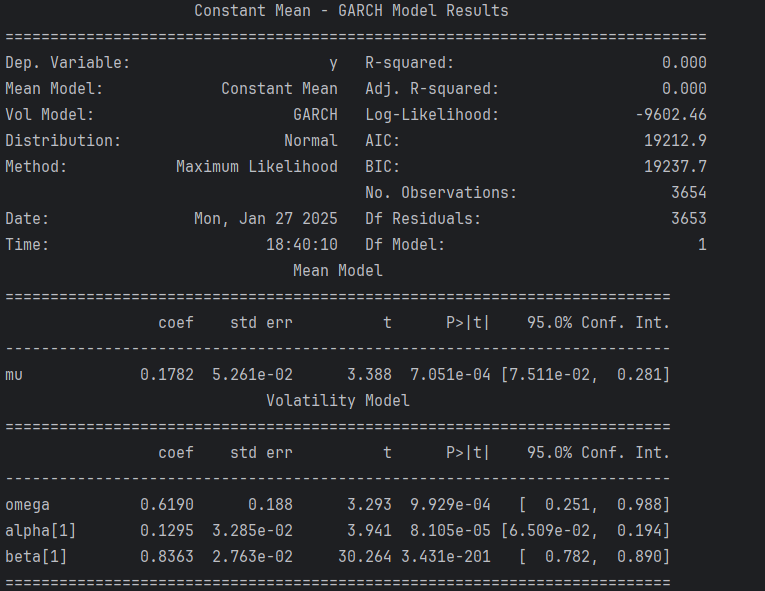 Constant Mean - GARCH Model Results
==============================================================================
Dep. Variable:                      y   R-squared:                       0.000
Mean Model:             Constant Mean   Adj. R-squared:                  0.000
Vol Model:                      GARCH   Log-Likelihood:               -9602.46
Distribution:                  Normal   AIC:                           19212.9
Method:            Maximum Likelihood   BIC:                           19237.7
                                        No. Observations:                 3654
Date:                Mon, Jan 27 2025   Df Residuals:                     3653
Time:                        18:40:10   Df Model:                            1
                                Mean Model
==========================================================================
                 coef    std err          t      P>|t|    95.0% Conf. Int.
--------------------------------------------------------------------------
mu             0.1782  5.261e-02      3.388  7.051e-04 [7.511e-02,  0.281]
                             Volatility Model
==========================================================================
                 coef    std err          t      P>|t|    95.0% Conf. Int.
--------------------------------------------------------------------------
omega          0.6190      0.188      3.293  9.929e-04   [  0.251,  0.988]
alpha[1]       0.1295  3.285e-02      3.941  8.105e-05 [6.509e-02,  0.194]
beta[1]        0.8363  2.763e-02     30.264 3.431e-201   [  0.782,  0.890]
==========================================================================